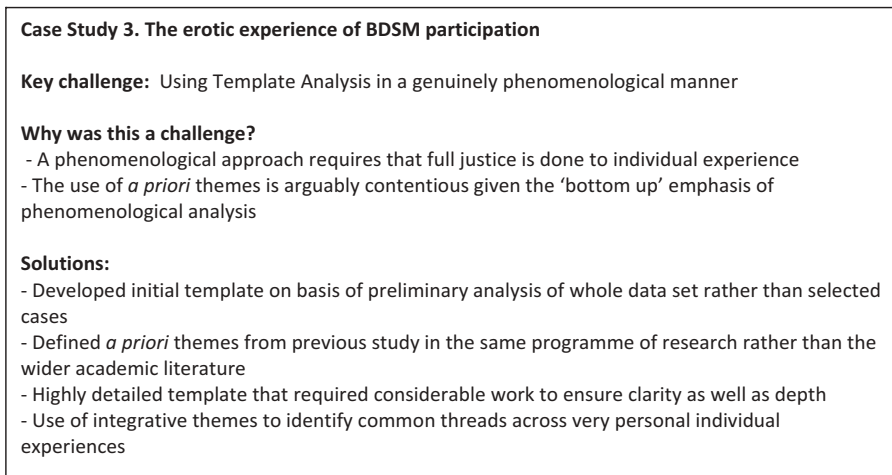 Case Study 3. The erotic experience of BDSM participation
Key challenge: Using Template Analysis in a genuinely phenomenological manner
Why was this a challenge?
- A phenomenological approach requires that full justice is done to individual experience
- The use of a priori themes is arguably contentious given the ‘bottom up’ emphasis of
phenomenological analysis
Solutions:
- Developed initial template on basis of preliminary analysis of whole data set rather than selected
cases
- Defined a priori themes from previous study in the same programme of research rather than the
wider academic literature
- Highly detailed template that required considerable work to ensure clarity as well as depth
- Use of integrative themes to identify common threads across very personal individual
experiences